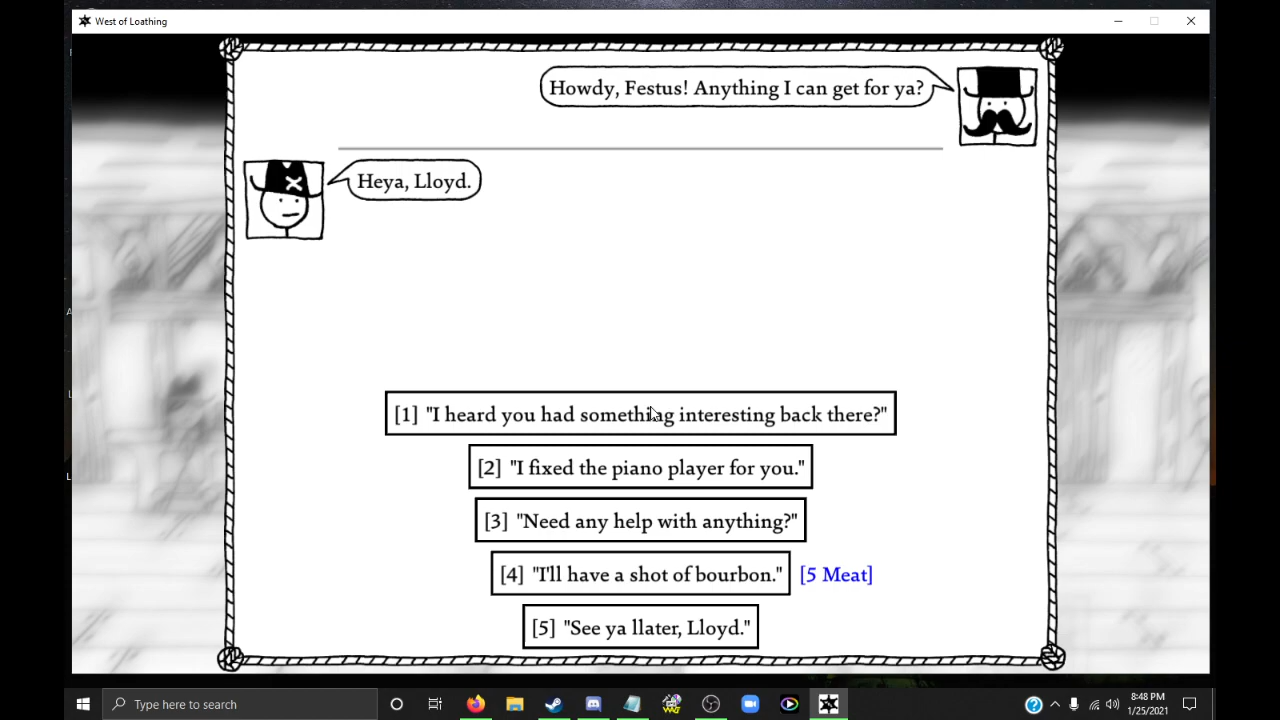 West of Loathing
Howdy, Festus! Anything I can get for ya?
Heya, Lloyd.
[1] "I heard you had something interesting back there?"
[2] "I fixed the piano player for you."
[3] "Need any help with anything?"
[4] "I'll have a shot of bourbon." [5 Meat]
[5] "See ya llater, Lloyd."
Type here to search
8:48 PM
1/25/2021